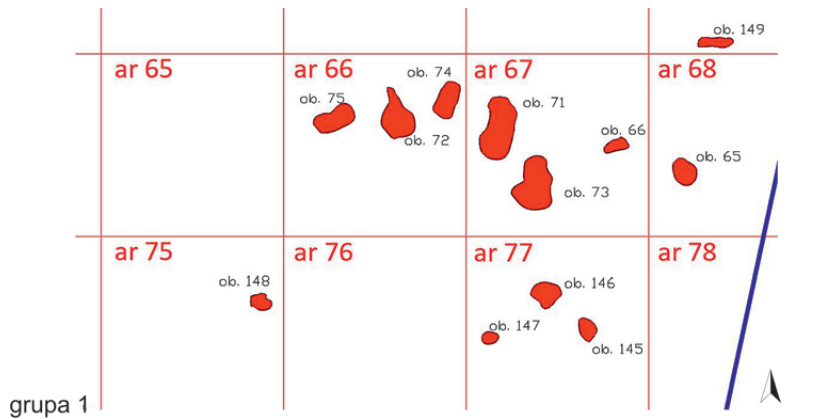 ob. 149
ar 65
ar 66
ar 67
ar 68
ob. 74
ob. 75
ob. 71
ob. 72
ob. 66
ob. 65
ob. 73
ar 75
ar 76
ar 77
ar 78
ob. 148
ob. 146
ob. 147
ob. 145
grupa 1